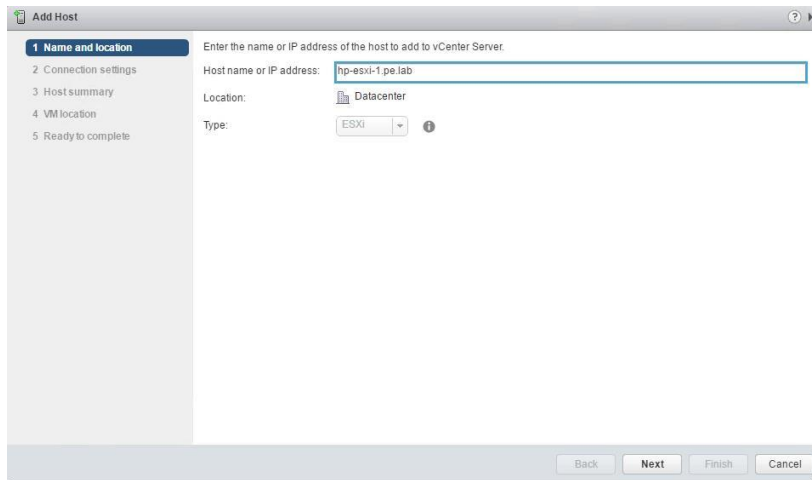 Add Host
?
1 Name and location
2 Connection settings
3 Host summary
4 VM location
5 Ready to complete
Enter the name or IP address of the host to add to vCenter Server.
Host name or IP address: hp-esxi-1.pe.lab
Location: Datacenter
Type: ESXi
Back Next Finish Cancel